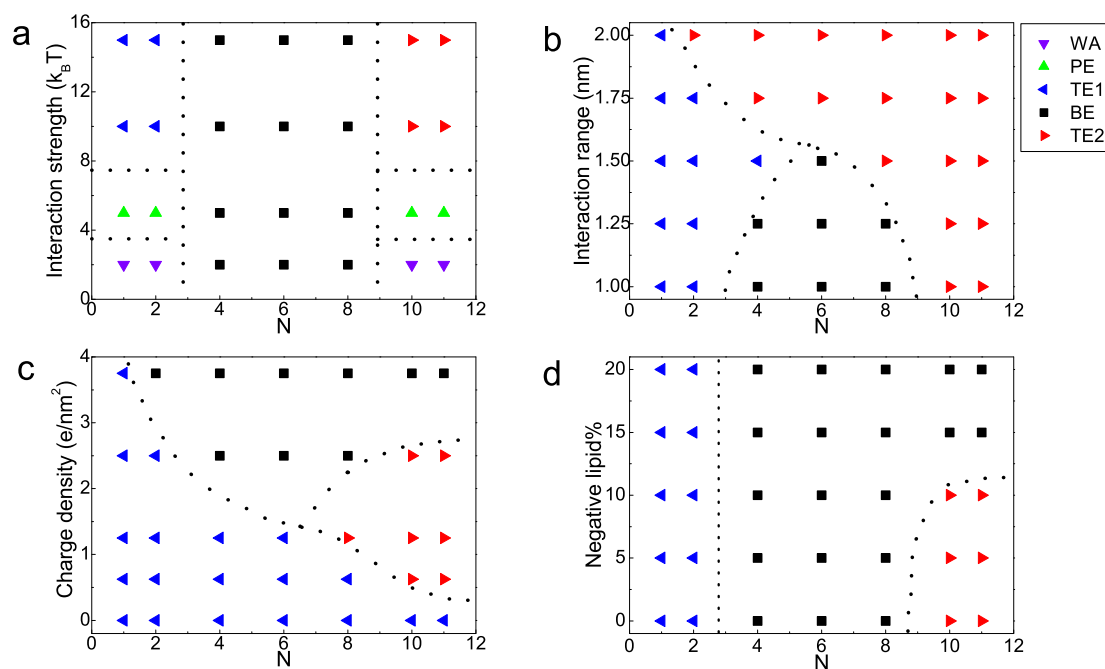 a
Interaction strength (k_BT)
16
12
8
4
0
0 2 4 6 8 10 12
N
b
Interaction range (nm)
2.00
1.75
1.50
1.25
1.00
0 2 4 6 8 10 12
N
WA
PE
TE1
BE
TE2
c
Charge density (e/nm²)
4
3
2
1
0
0 2 4 6 8 10 12
N
d
Negative lipid%
20
15
10
5
0
0 2 4 6 8 10 12
N